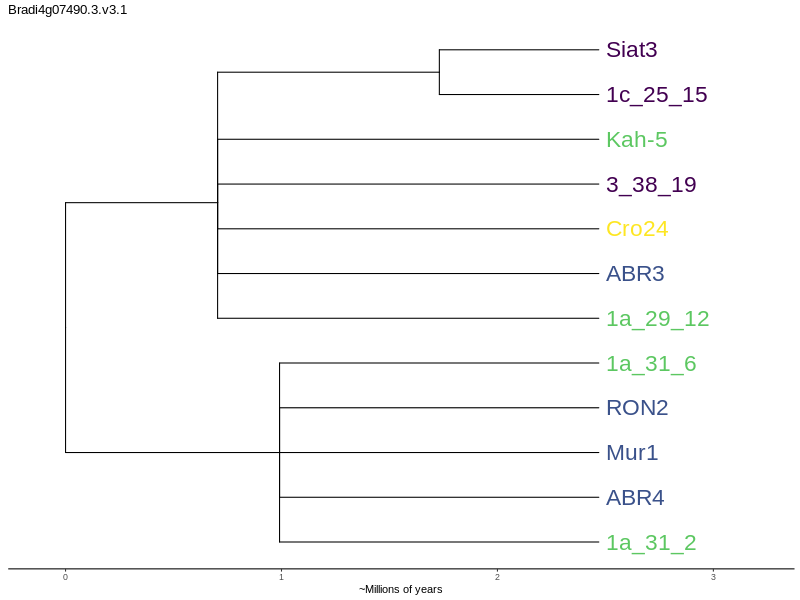 Bradi4g07490.3.v3.1
Siat3
1c_25_15
Kah-5
3_38_19
Cro24
ABR3
1a_29_12
1a_31_6
RON2
Mur1
ABR4
1a_31_2
0 1 2 3
~Millions of years